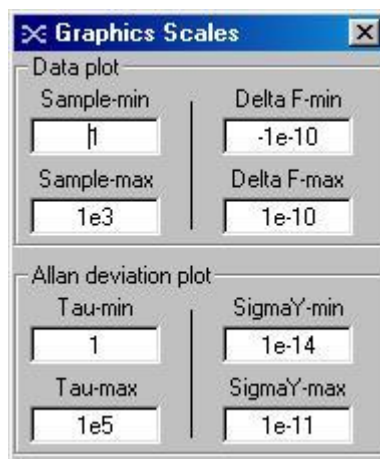 Graphics Scales
Data plot
Sample-min Delta F-min
1 -1e-10
Sample-max Delta F-max
1e3 1e-10
Allan deviation plot
Tau-min SigmaY-min
1 1e-14
Tau-max SigmaY-max
1e5 1e-11